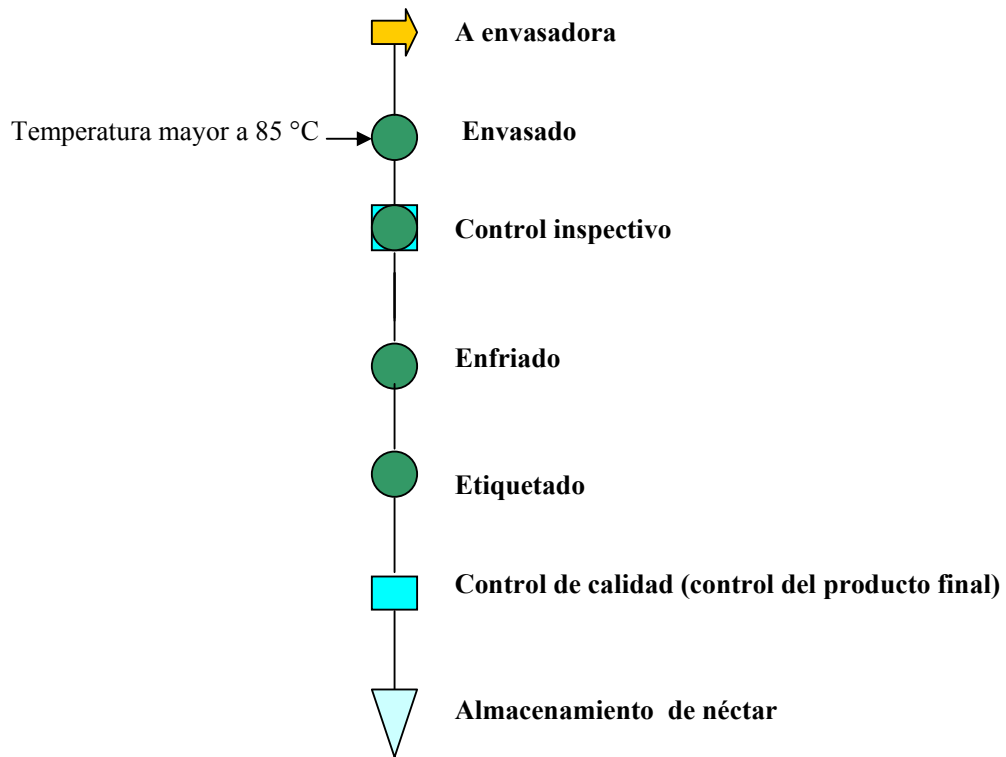 A envasadora
Temperatura mayor a 85 °C
Envasado
Control inspectivo
Enfriado
Etiquetado
Control de calidad (control del producto final)
Almacenamiento de néctar